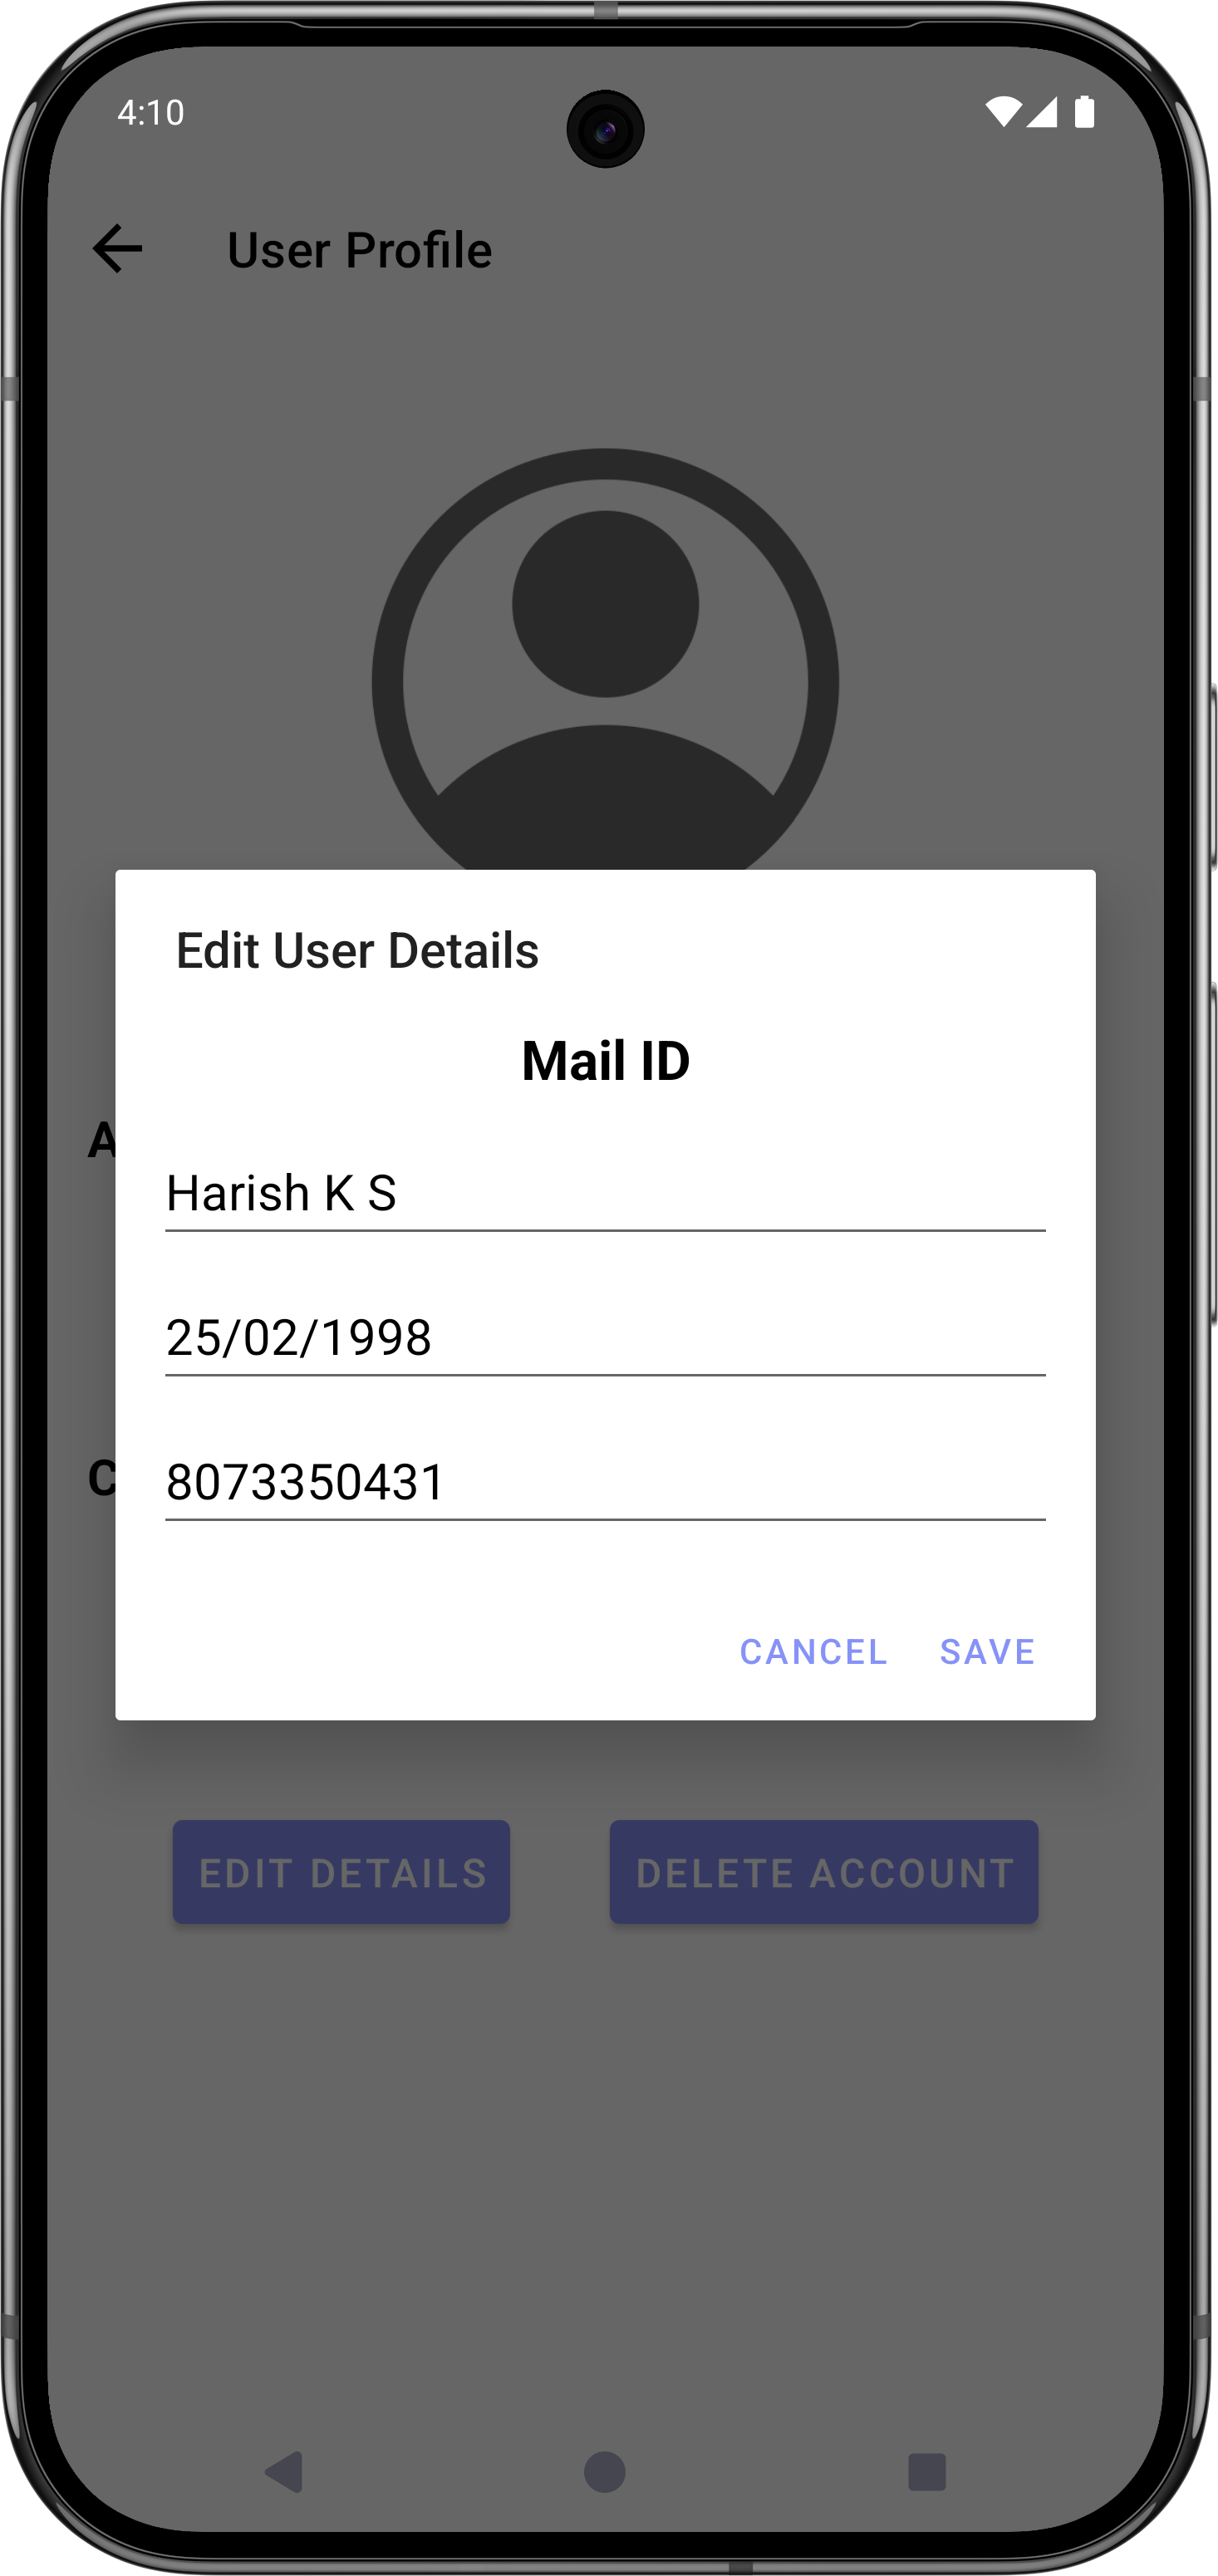 4:10
User Profile
Edit User Details
Mail ID
A
Harish K S
25/02/1998
C
8073350431
CANCEL SAVE
EDIT DETAILS DELETE ACCOUNT